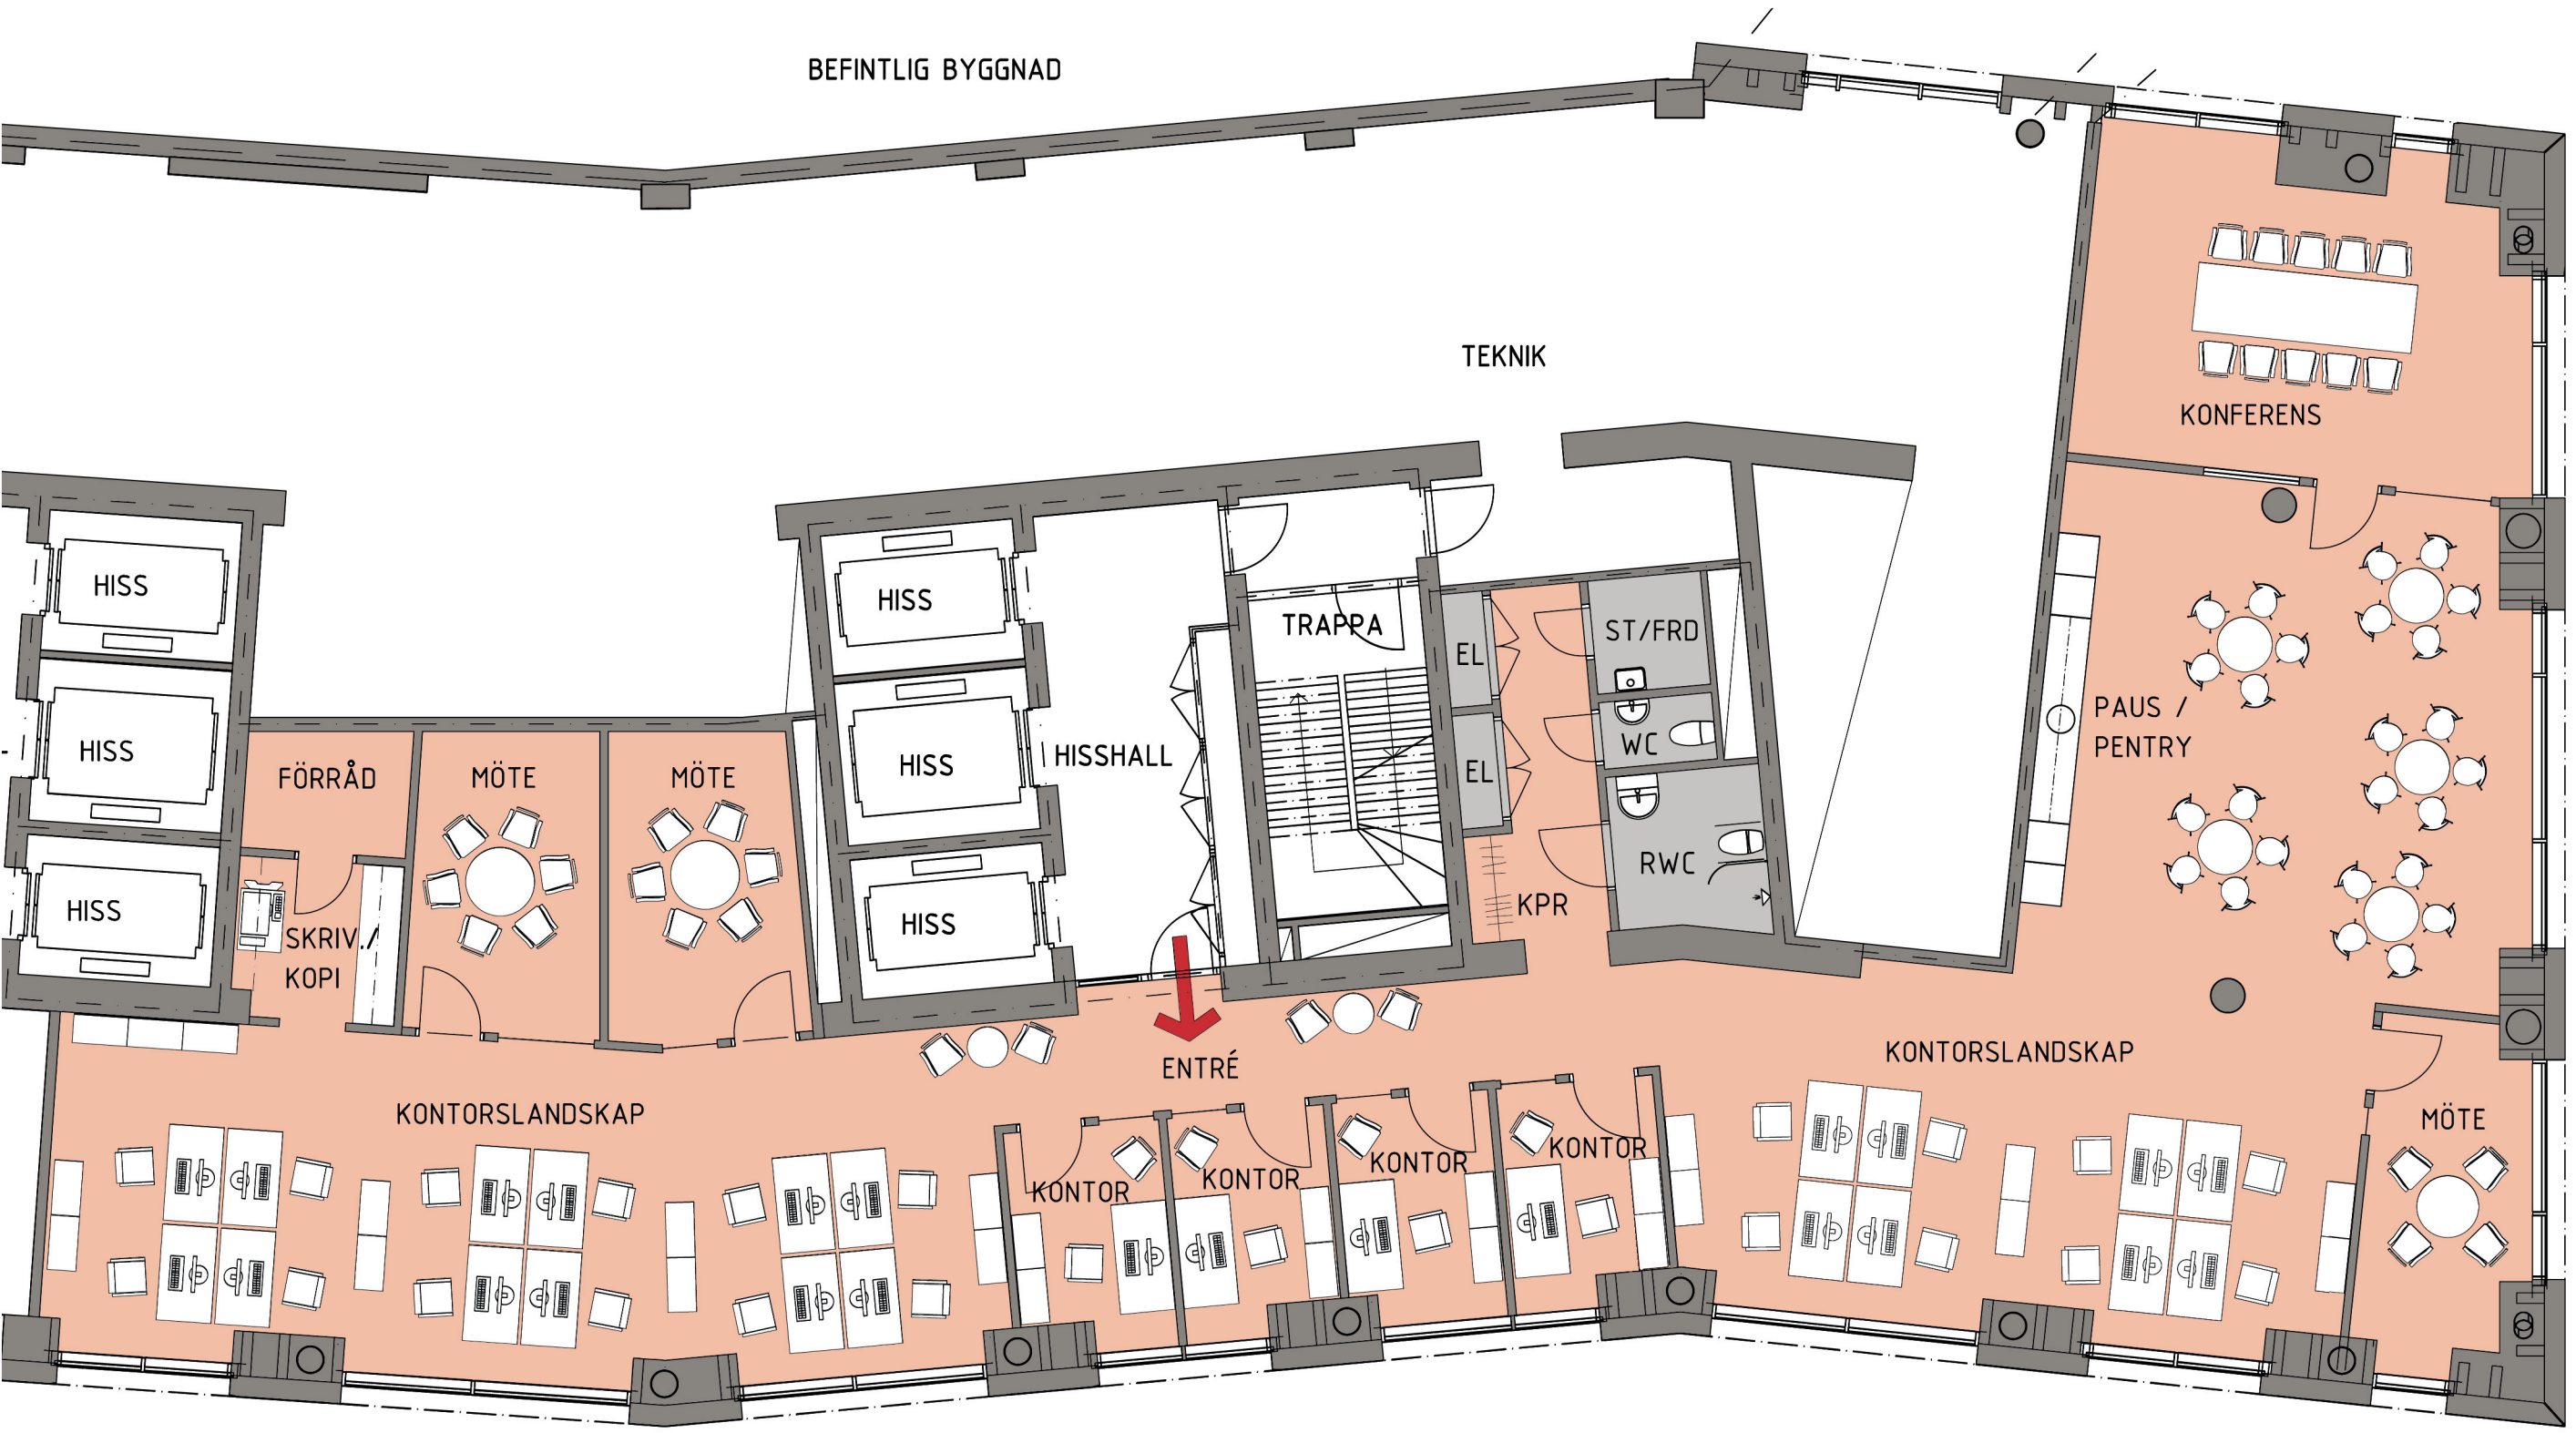 BEFINTLIG BYGGNAD
TEKNIK
KONFERENS
HISS
HISS
TRAPPA
ST/FRD
EL
PAUS /
PENTRY
HISS
HISS
HISSHALL
WC
EL
FÖRRÅD
MÖTE
MÖTE
RWC
KPR
HISS
HISS
SKRIV./
KOPI
ENTRÉ
KONTORSLANDSKAP
KONTORSLANDSKAP
MÖTE
KONTOR
KONTOR
KONTOR
KONTOR